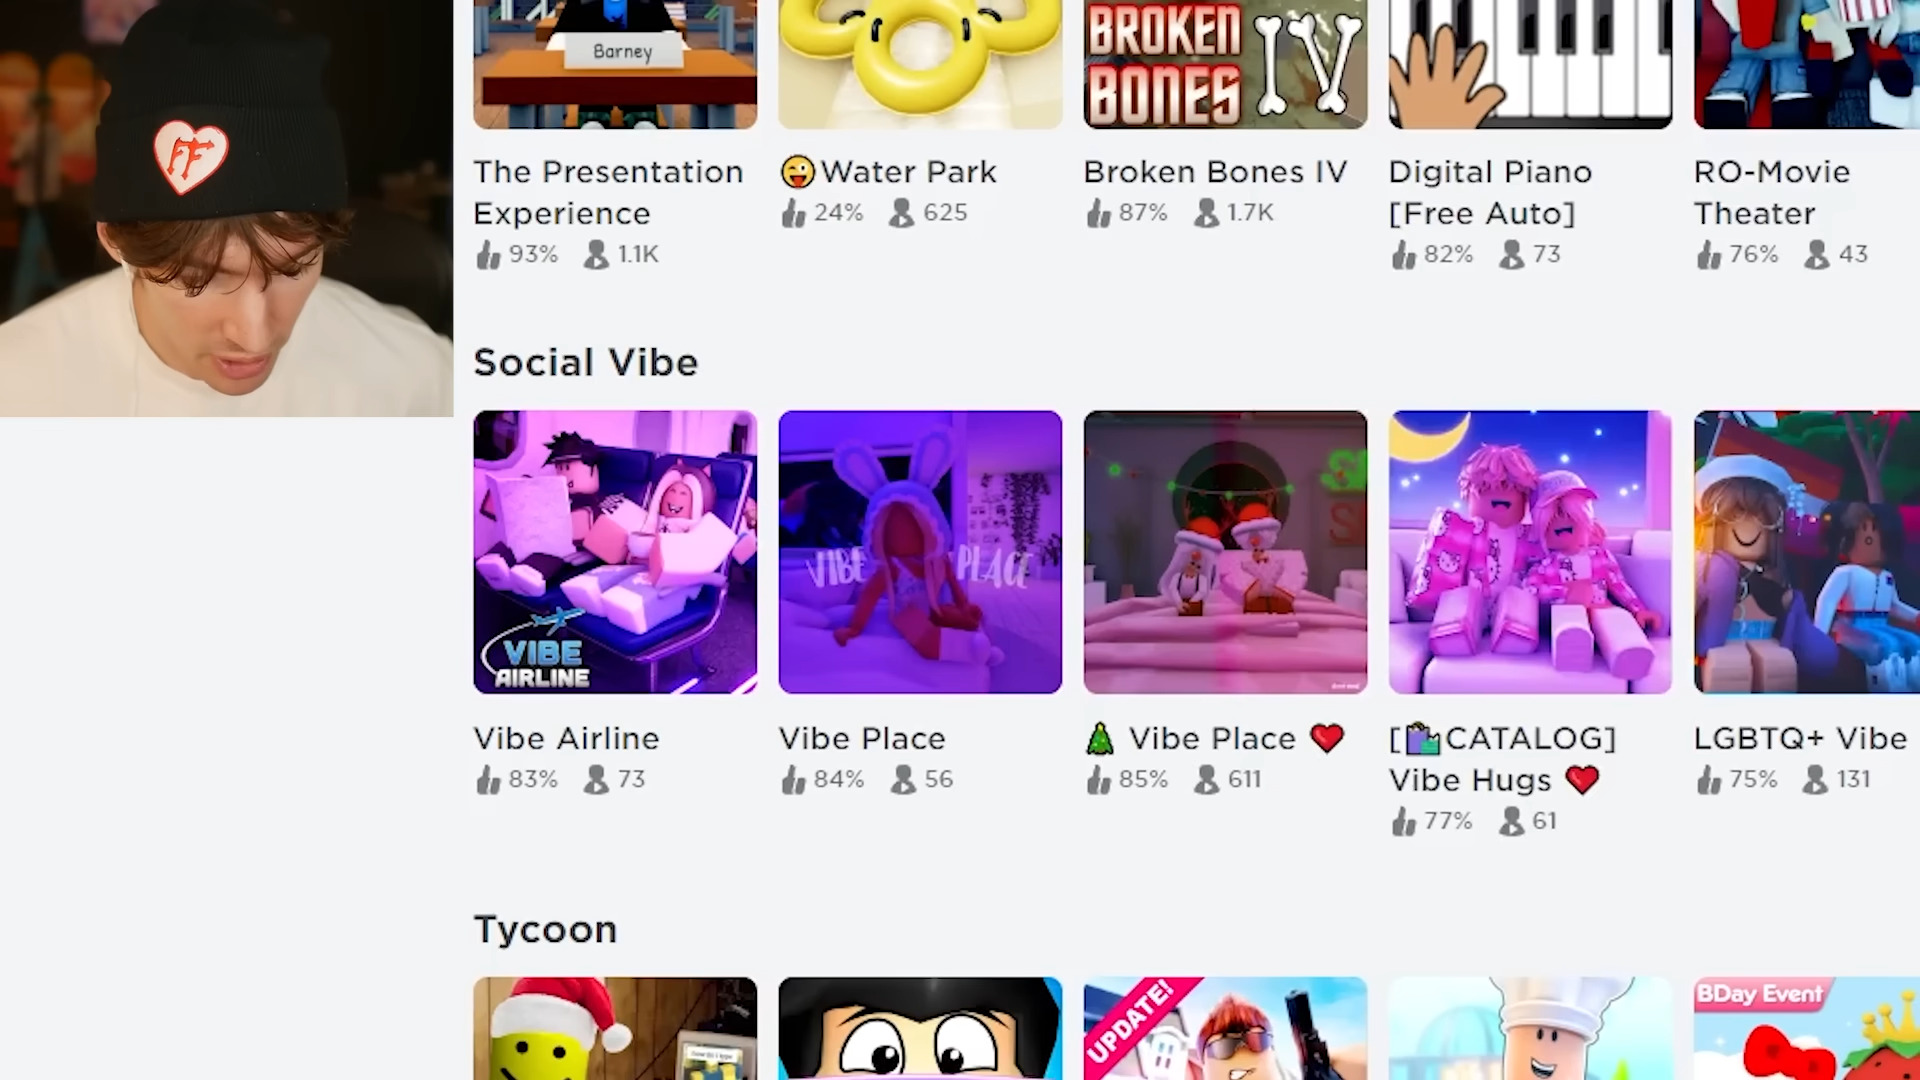 FF
Barney
BROKEN
BONES
IV
The Presentation
Experience
93% 1.1K
😜Water Park
24% 625
Broken Bones IV
87% 1.7K
Digital Piano
[Free Auto]
82% 73
RO-Movie
Theater
76% 43
Social Vibe
VIBE
AIRLINE
VIBE PLACE
Vibe Airline
83% 73
Vibe Place
84% 56
🎄 Vibe Place ❤️
85% 611
[🛍️CATALOG]
Vibe Hugs ❤️
77% 61
LGBTQ+ Vibe
75% 131
Tycoon
UPDATE!
BDay Event